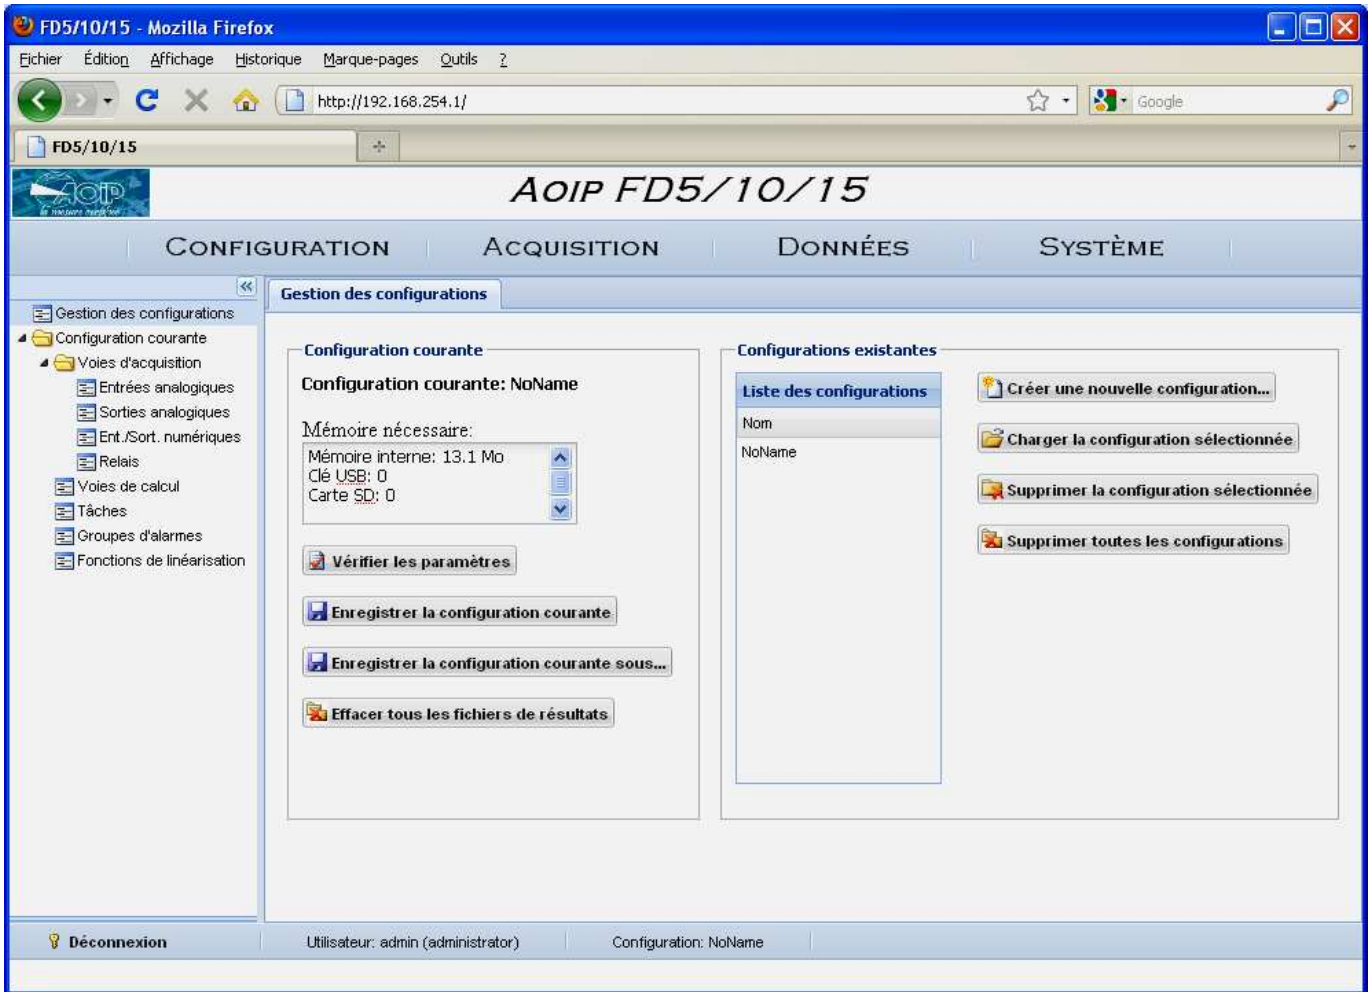 FD5/10/15 - Mozilla Firefox
Fichier Édition Affichage Historique Marque-pages Outils ?
http://192.168.254.1/ Google
FD5/10/15
AOIP
la mesure certifiée
AOIP FD5/10/15
CONFIGURATION ACQUISITION DONNÉES SYSTÈME
Gestion des configurations
Configuration courante
Voies d'acquisition
Entrées analogiques
Sorties analogiques
Ent./Sort. numériques
Relais
Voies de calcul
Tâches
Groupes d'alarmes
Fonctions de linéarisation
Gestion des configurations
Configuration courante
Configuration courante: NoName
Mémoire nécessaire:
Mémoire interne: 13.1 Mo
Clé USB: 0
Carte SD: 0
Vérifier les paramètres
Enregistrer la configuration courante
Enregistrer la configuration courante sous...
Effacer tous les fichiers de résultats
Configurations existantes
Liste des configurations
Nom
NoName
Créer une nouvelle configuration...
Charger la configuration sélectionnée
Supprimer la configuration sélectionnée
Supprimer toutes les configurations
Déconnexion Utilisateur: admin (administrator) Configuration: NoName